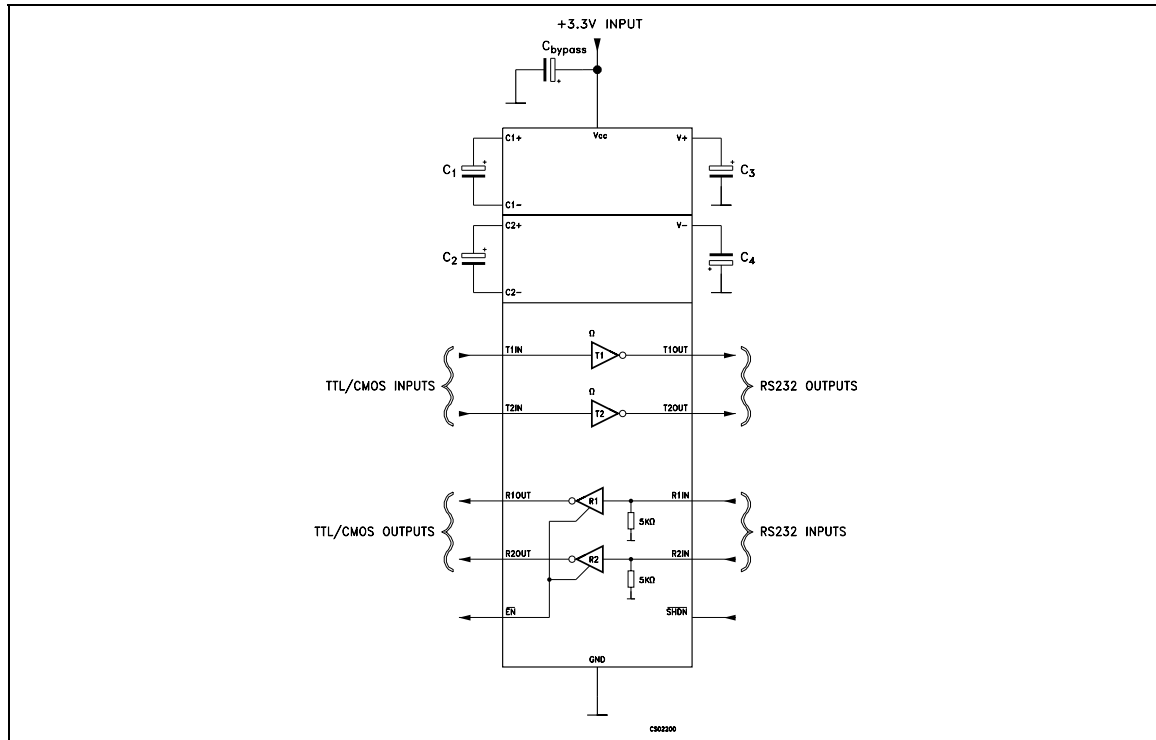 +3.3V INPUT
Cbypass
+
Vcc
C1+
V+
C1
+
+
C3
C1-
C2+
V-
C2
+
+
C4
C2-
Ω
T1IN
T1
T1OUT
TTL/CMOS INPUTS
RS232 OUTPUTS
Ω
T2IN
T2
T2OUT
R1OUT
R1
R1IN
5KΩ
TTL/CMOS OUTPUTS
RS232 INPUTS
R2OUT
R2
R2IN
5KΩ
EN
SHDN
GND
CS02200